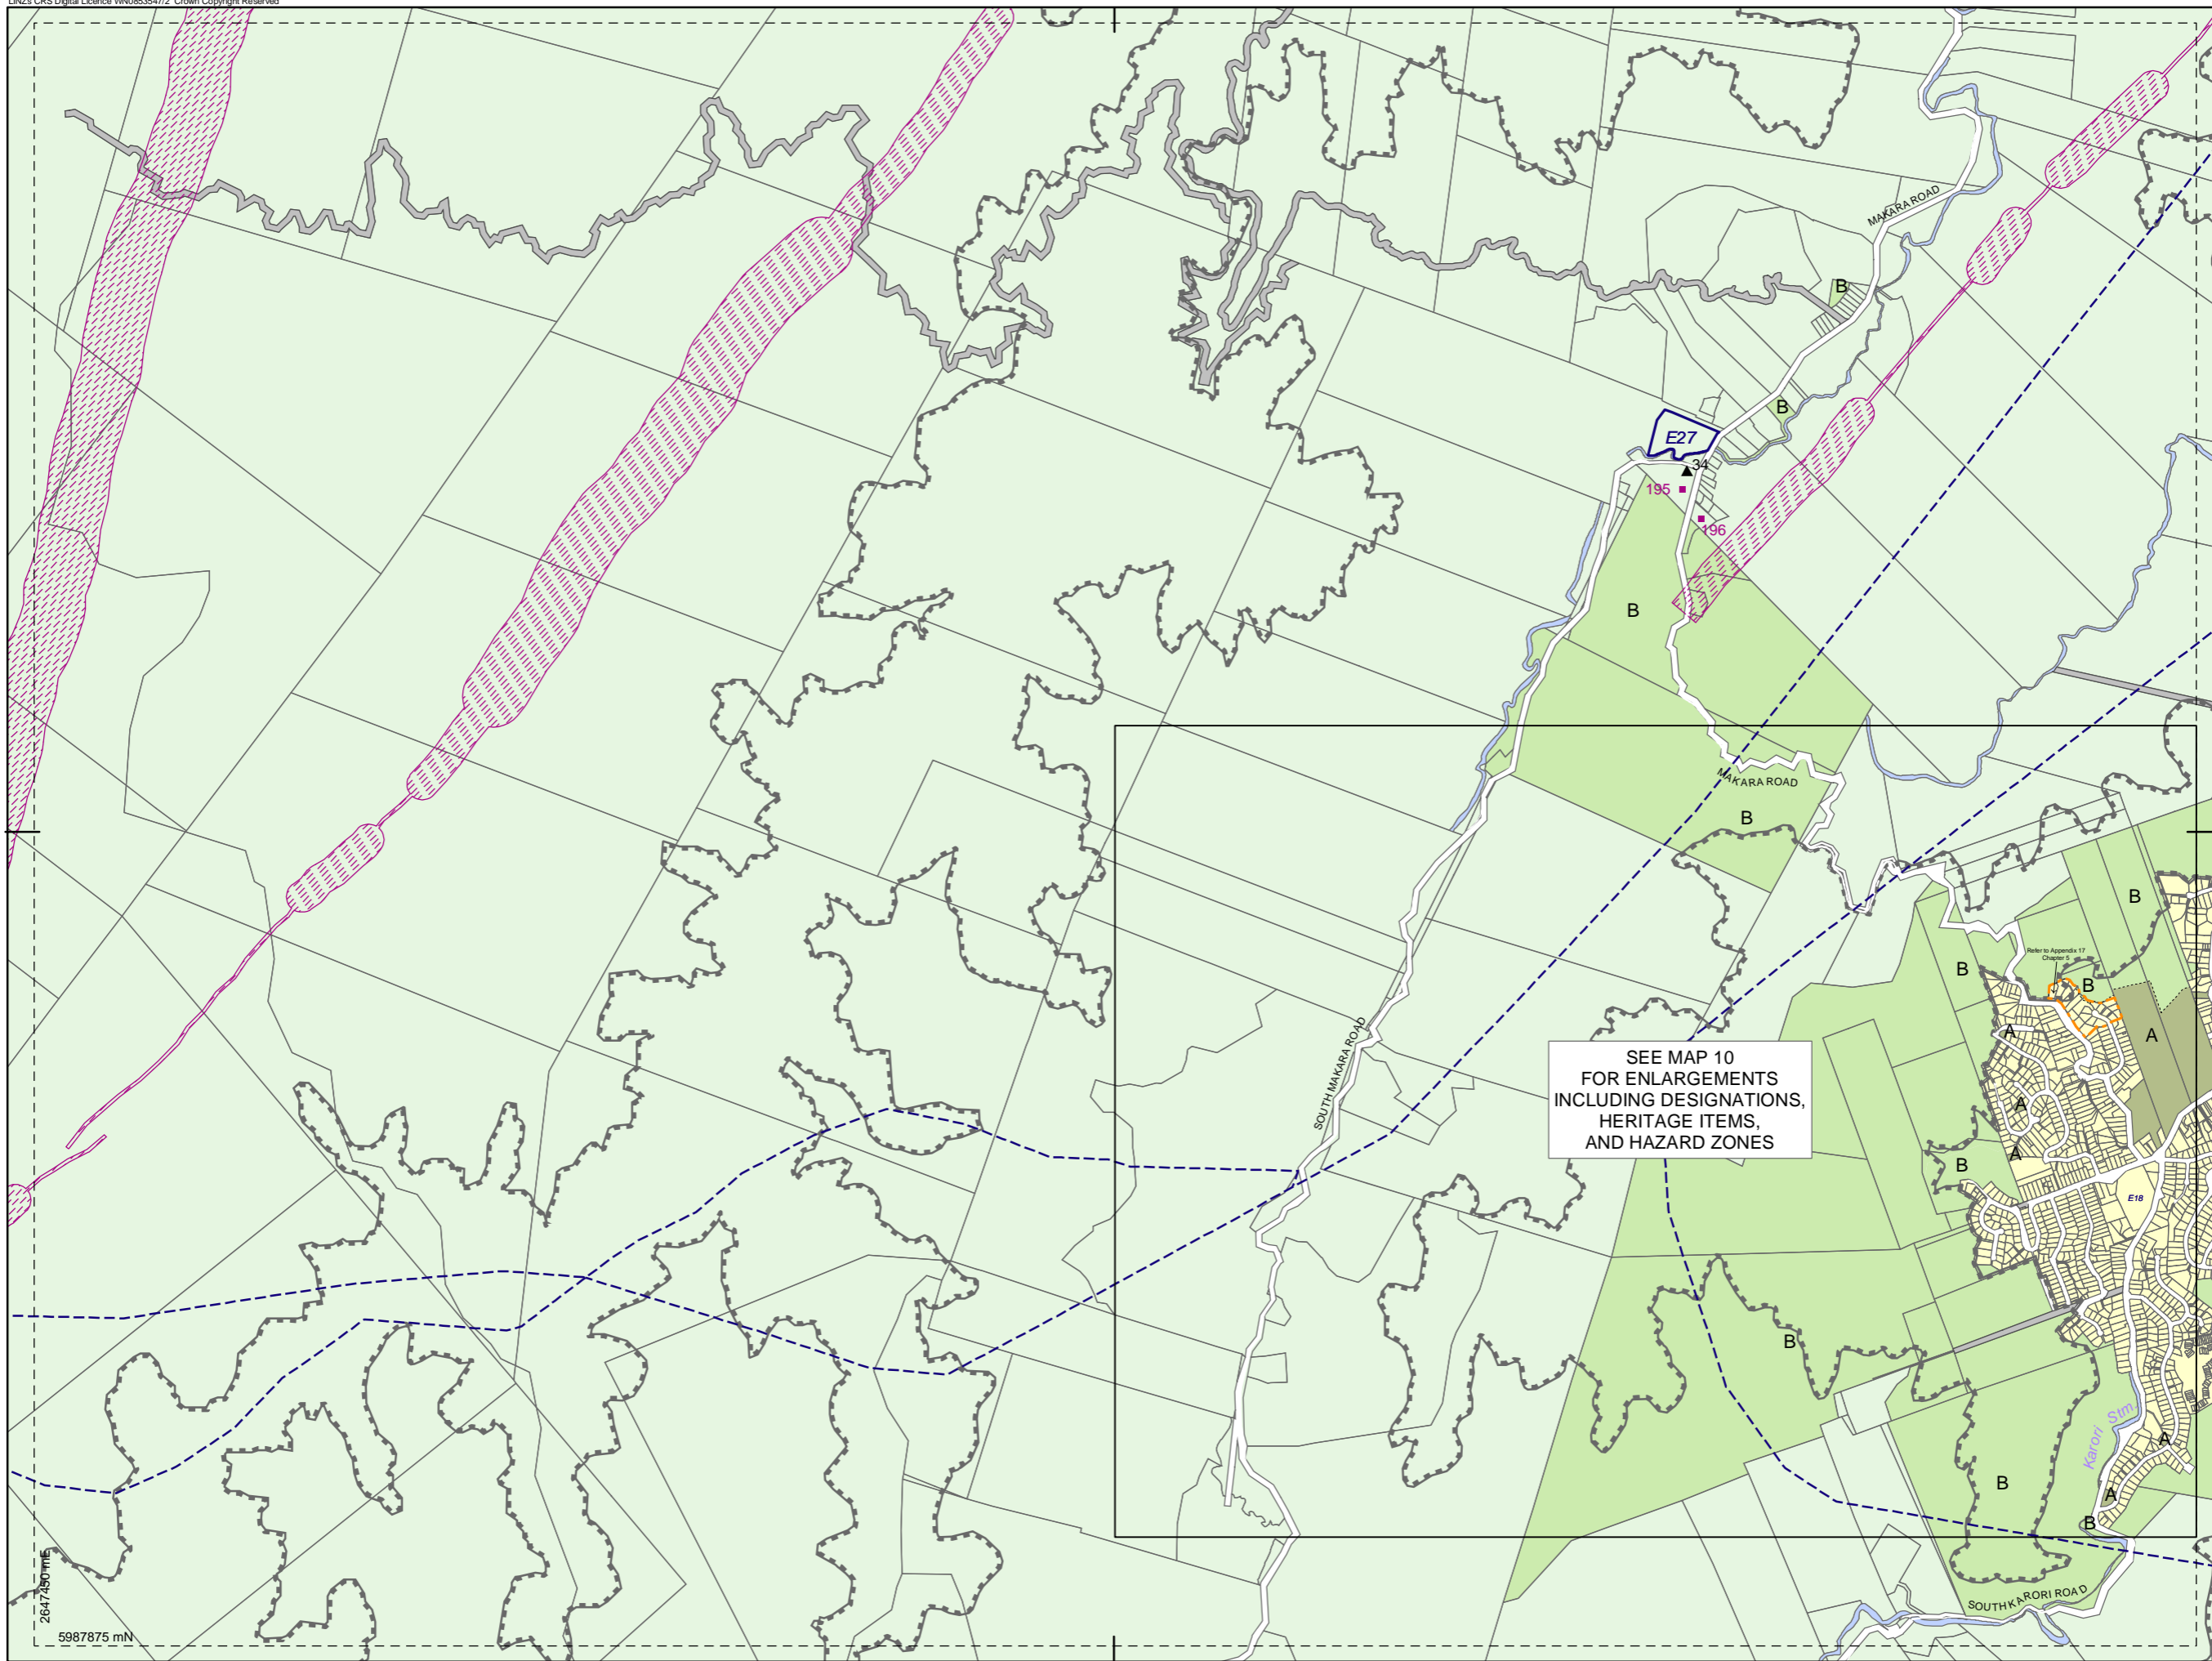 LINZs CRS Digital Licence WN0853547/2 Crown Copyright Reserved
MAKARA ROAD
B
B
E27
34
195
196
B
MAKARA ROAD
B
B
Refer to Appendix 17
Chapter 5
B
B
A
A
SOUTH MAKARA ROAD
SEE MAP 10
FOR ENLARGEMENTS
INCLUDING DESIGNATIONS,
HERITAGE ITEMS,
AND HAZARD ZONES
A
A
B
E18
B
Karori Stm.
A
B
A
B
SOUTH KARORI ROAD
2647450 mE
5987875 mN